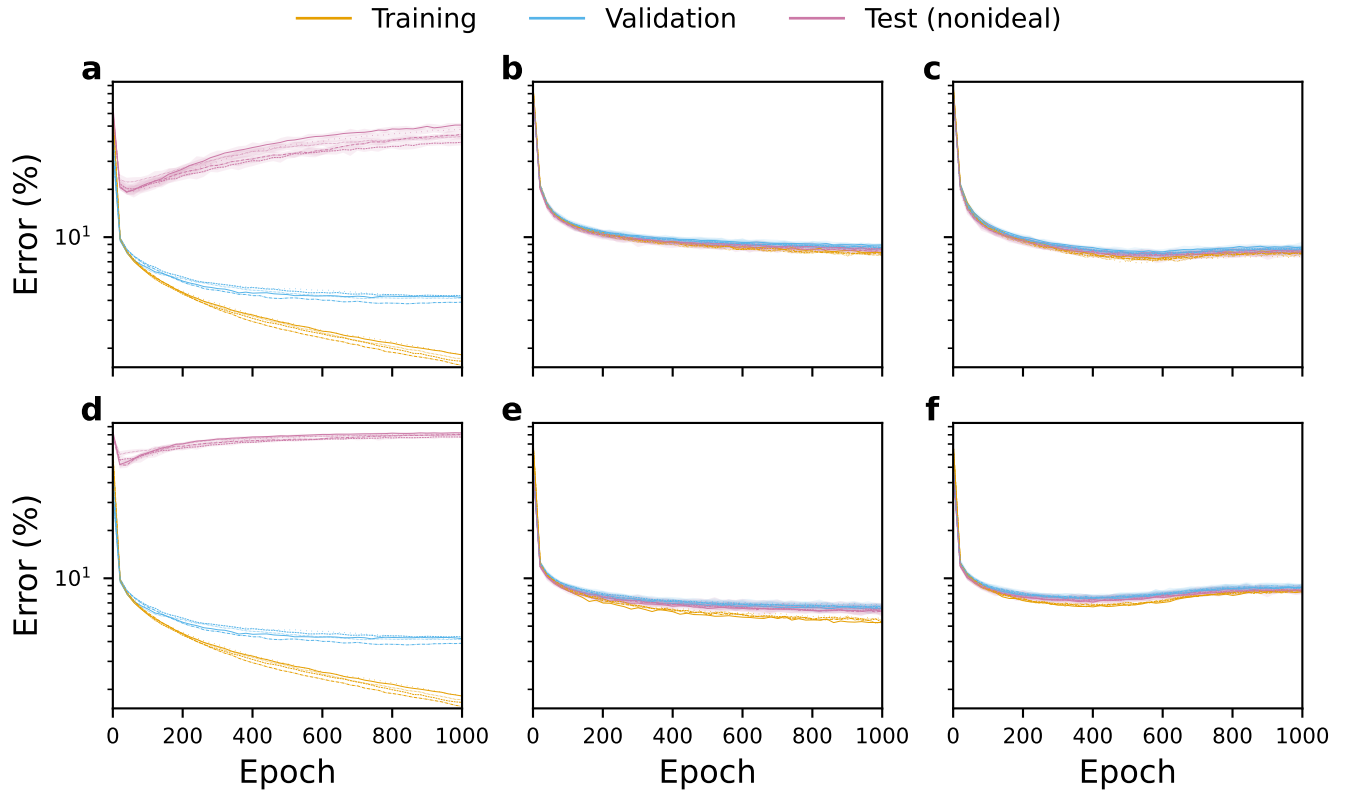 Training Validation Test (nonideal)
a b c
Error (%)
10¹
d e f
Error (%)
10¹
0 200 400 600 800 1000 0 200 400 600 800 1000 0 200 400 600 800 1000
Epoch Epoch Epoch